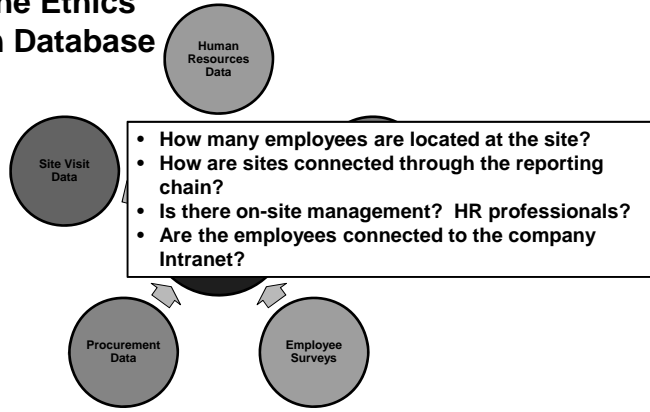 Ethics
Database
Human
Resources
Data
Site Visit
Data
• How many employees are located at the site?
• How are sites connected through the reporting
chain?
• Is there on-site management?  HR professionals?
• Are the employees connected to the company
Intranet?
Procurement
Data
Employee
Surveys